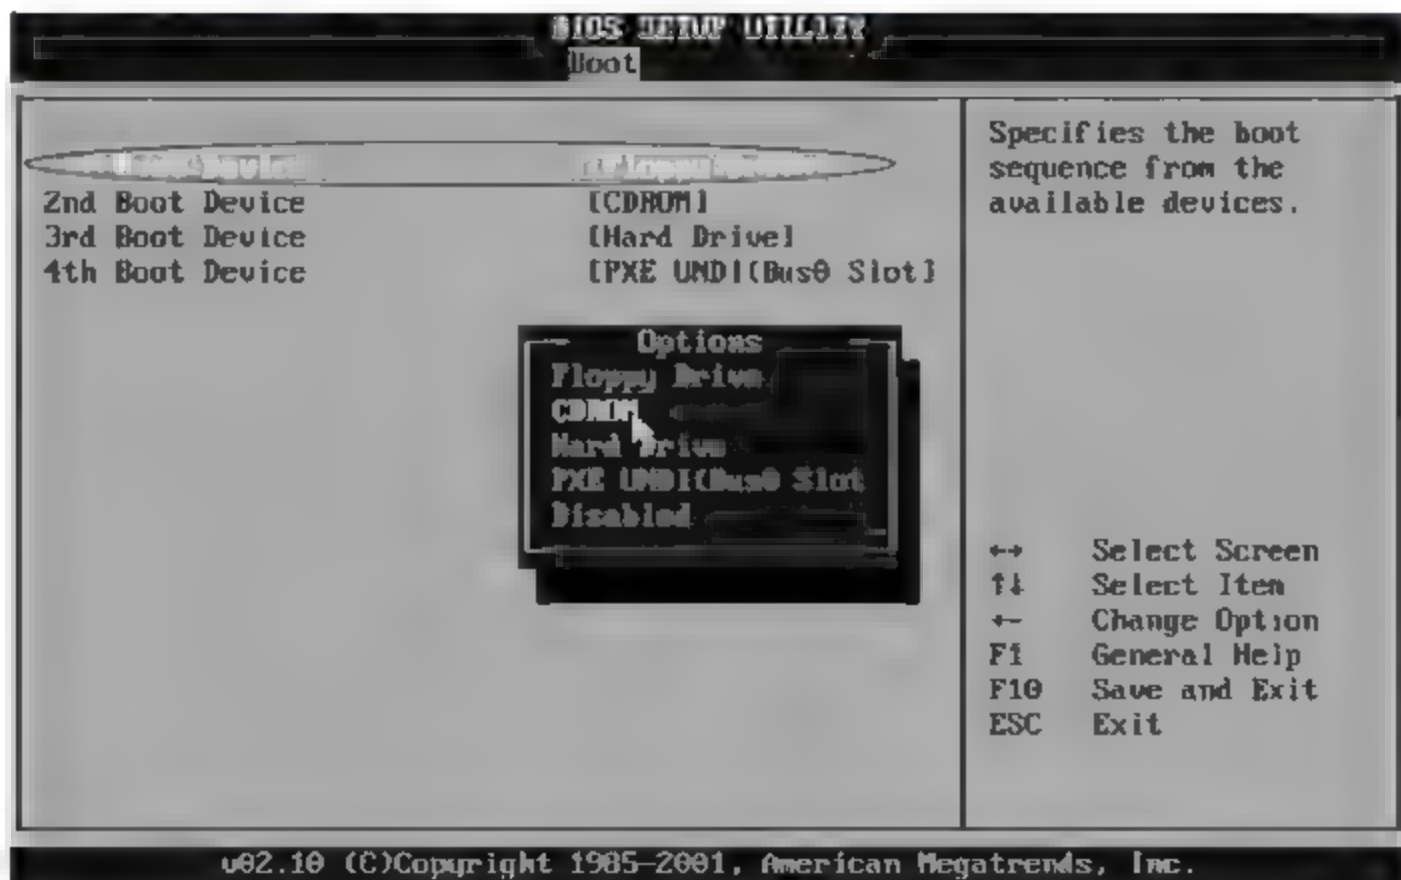 BIOS SETUP UTILITY
Boot
2nd Boot Device [CDROM]
3rd Boot Device [Hard Drive]
4th Boot Device [PXE UNDI(Bus0 Slot]
Options
Floppy Drive
CDROM
Hard Drive
PXE UNDI(Bus0 Slot
Disabled
Specifies the boot
sequence from the
available devices.
←→ Select Screen
↑↓ Select Item
+- Change Option
F1 General Help
F10 Save and Exit
ESC Exit
v02.10 (C)Copyright 1985-2001, American Megatrends, Inc.